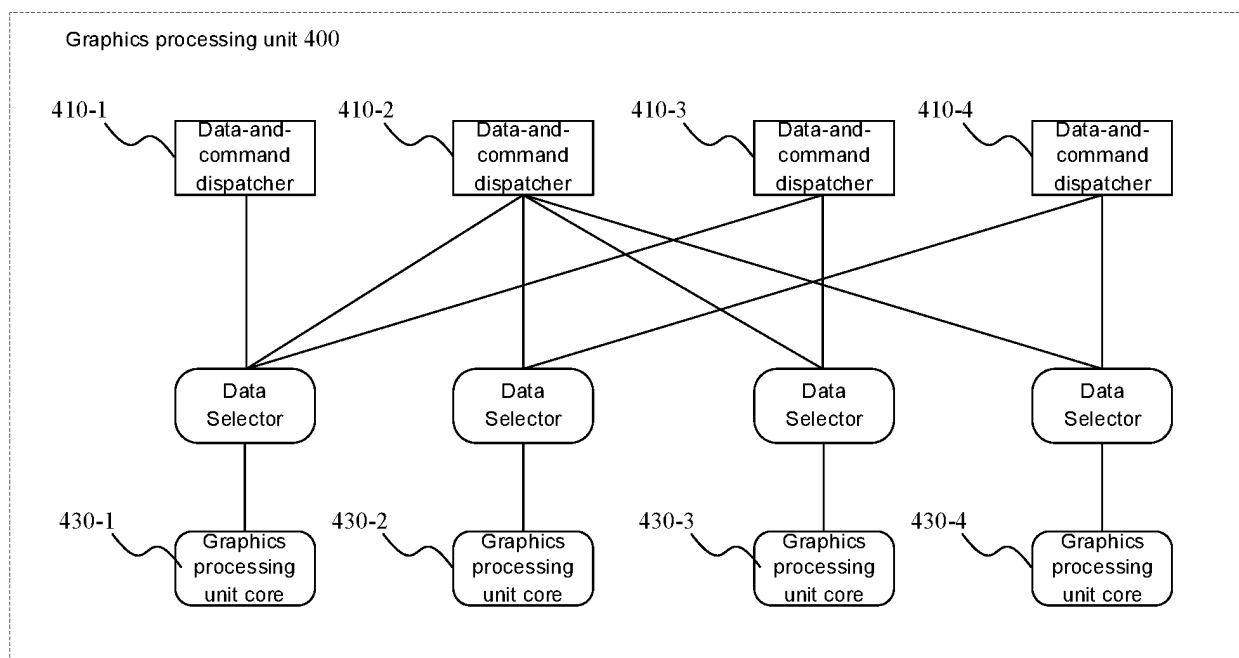 Graphics processing unit 400
410-1
410-2
410-3
410-4
Data-and-
command
dispatcher
Data-and-
command
dispatcher
Data-and-
command
dispatcher
Data-and-
command
dispatcher
Data
Selector
Data
Selector
Data
Selector
Data
Selector
430-1
430-2
430-3
430-4
Graphics
processing
unit core
Graphics
processing
unit core
Graphics
processing
unit core
Graphics
processing
unit core